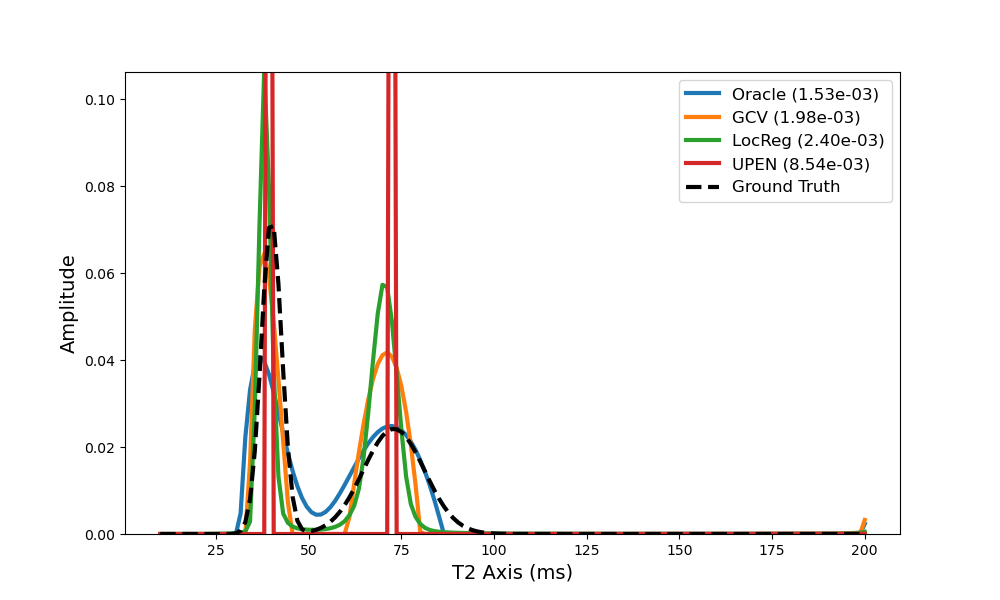 Oracle (1.53e-03)
GCV (1.98e-03)
LocReg (2.40e-03)
UPEN (8.54e-03)
Ground Truth
Amplitude
0.10
0.08
0.06
0.04
0.02
0.00
25 50 75 100 125 150 175 200
T2 Axis (ms)